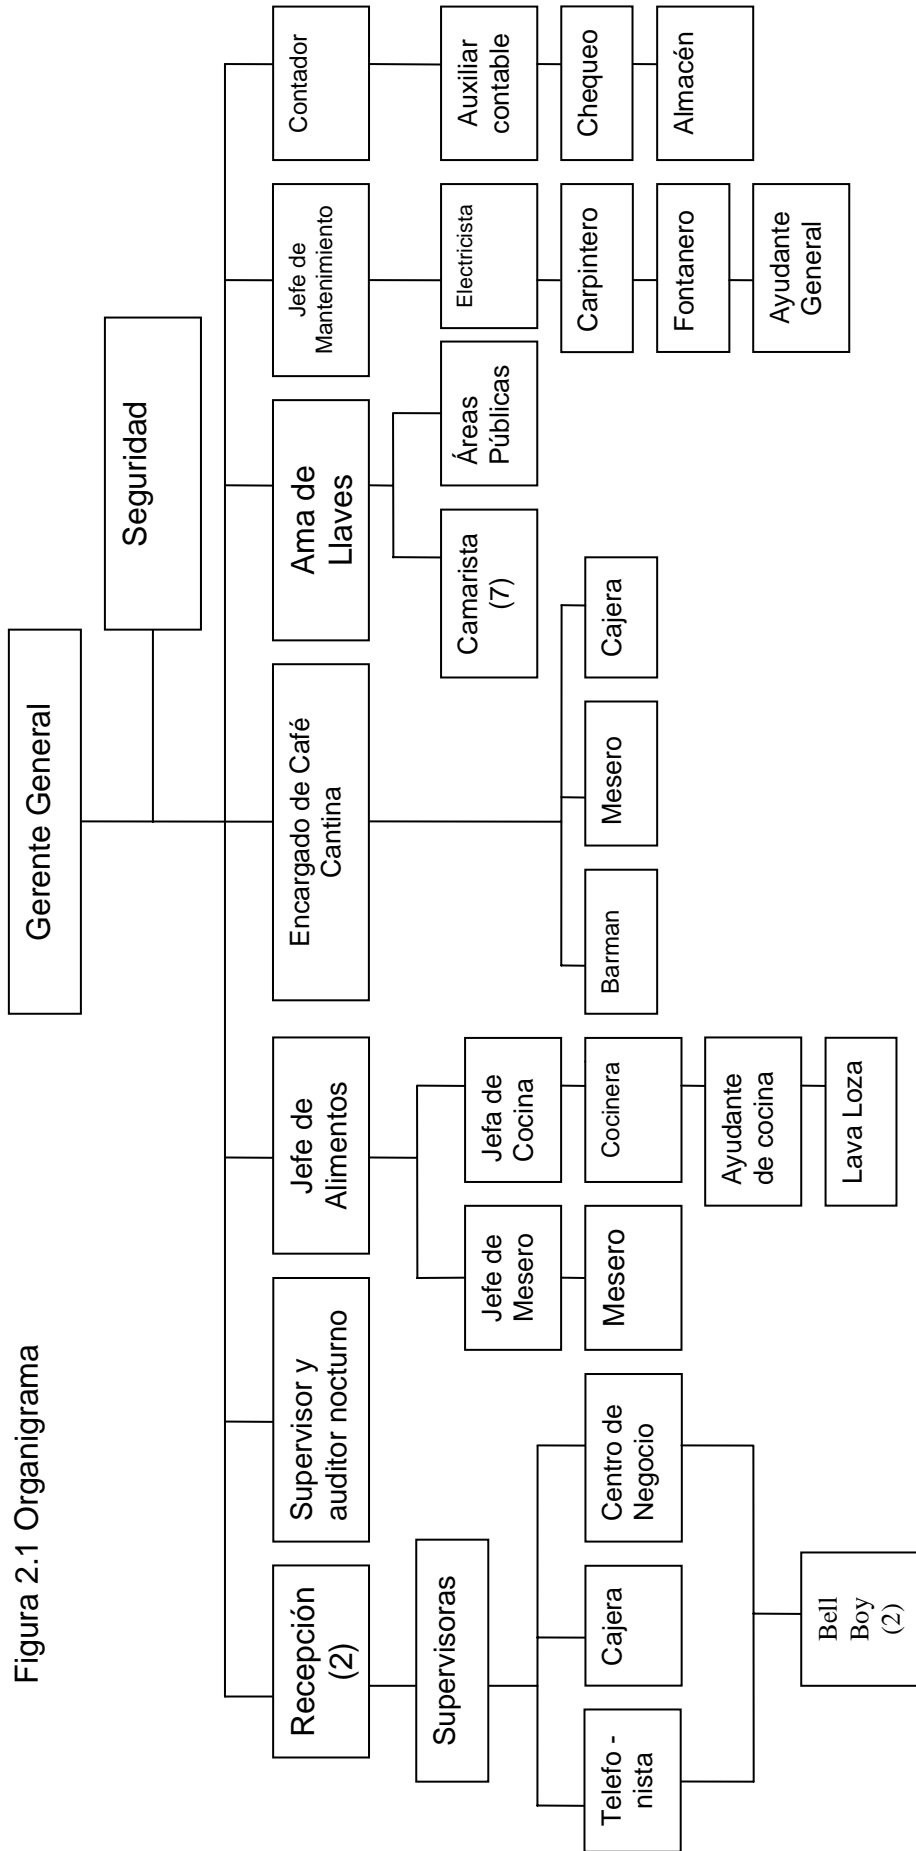 Figura 2.1 Organigrama
Gerente General
Seguridad
Recepción
(2)
Supervisor y
auditor nocturno
Jefe de
Alimentos
Encargado de Café
Cantina
Ama de
Llaves
Jefe de
Mantenimiento
Contador
Supervisoras
Jefe de
Mesero
Jefa de
Cocina
Camarista
(7)
Áreas
Públicas
Electricista
Auxiliar
contable
Telefo -
nista
Cajera
Centro de
Negocio
Mesero
Cocinera
Barman
Mesero
Cajera
Carpintero
Chequeo
Ayudante
de cocina
Fontanero
Almacén
Bell
Boy
(2)
Lava Loza
Ayudante
General